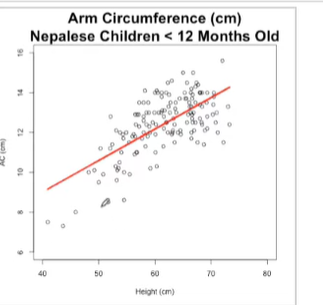 Arm Circumference (cm)
Nepalese Children < 12 Months Old
AC (cm)
16
14
12
10
8
6
40 50 60 70 80
Height (cm)